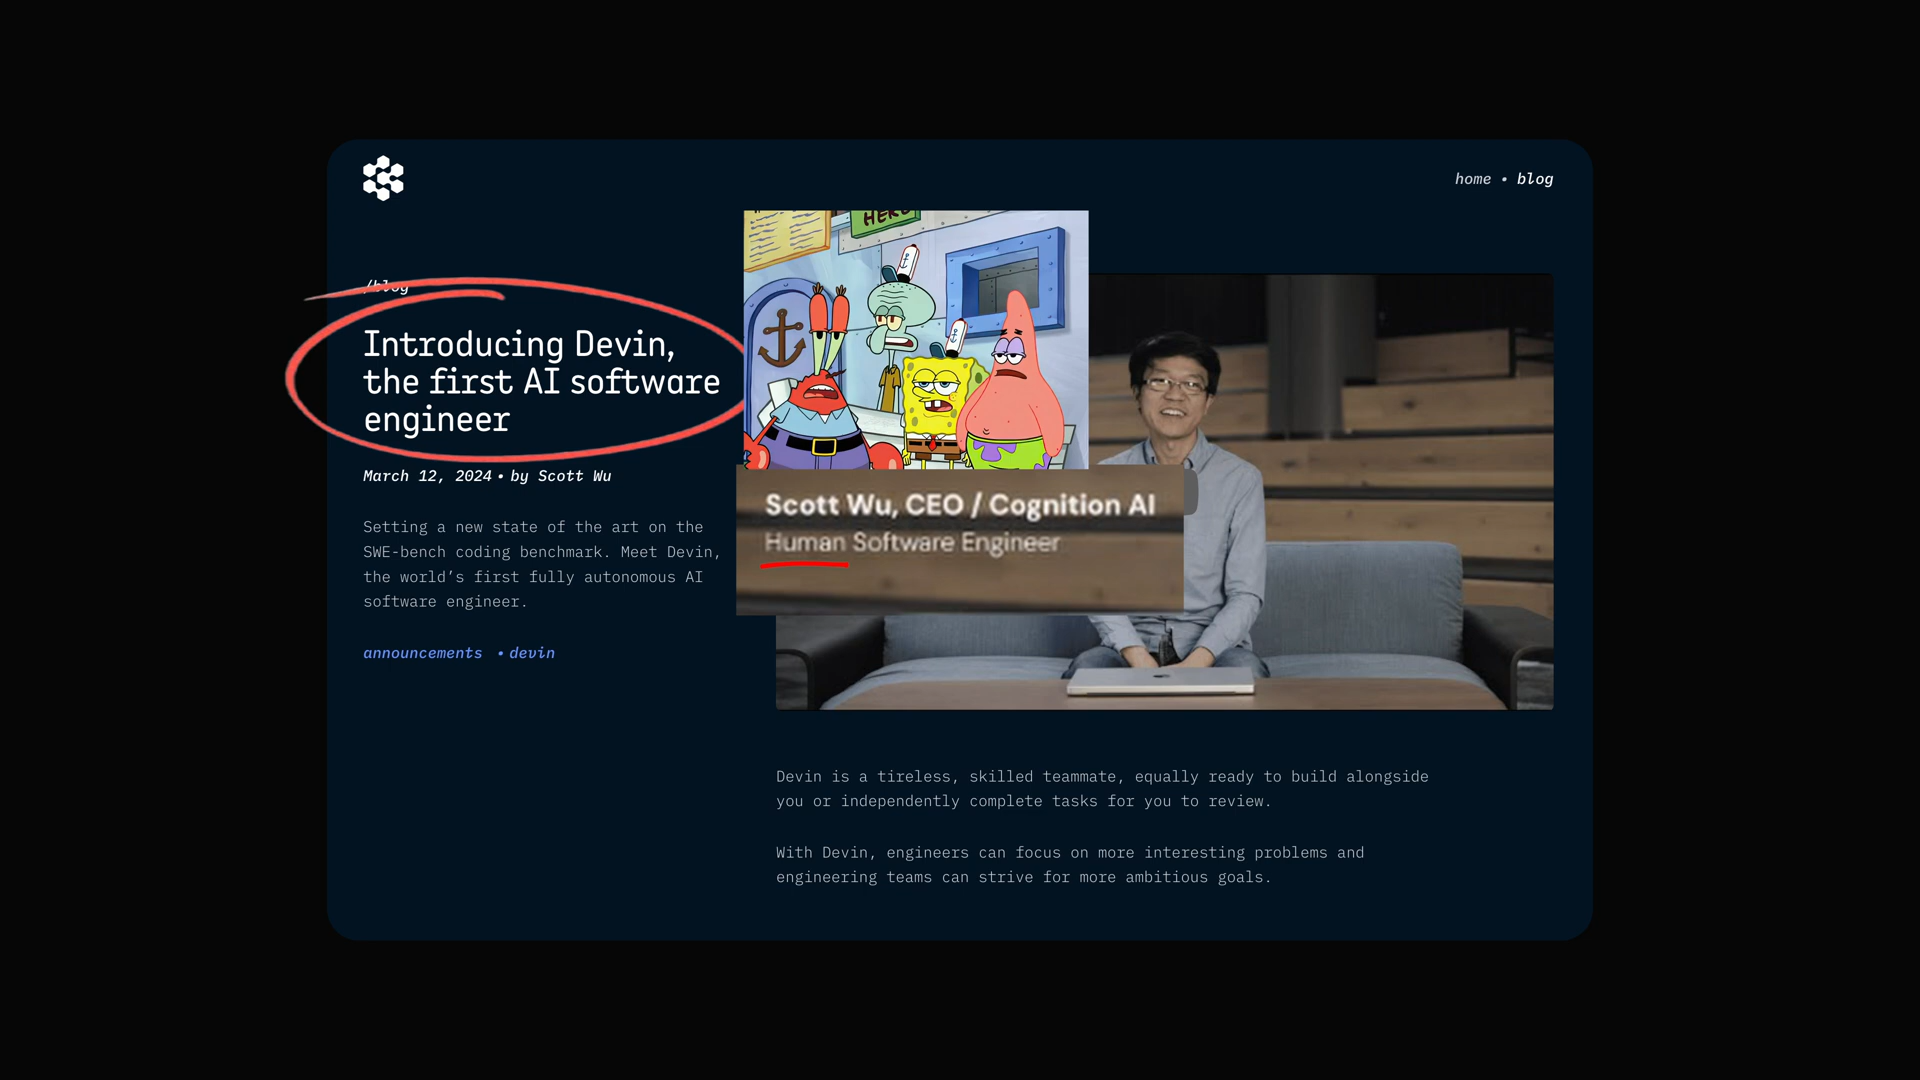 home • blog
HERE
/blog
Introducing Devin,
the first AI software
engineer
March 12, 2024 • by Scott Wu
Setting a new state of the art on the
SWE-bench coding benchmark. Meet Devin,
the world’s first fully autonomous AI
software engineer.
announcements • devin
Scott Wu, CEO / Cognition AI
Human Software Engineer
Devin is a tireless, skilled teammate, equally ready to build alongside
you or independently complete tasks for you to review.
With Devin, engineers can focus on more interesting problems and
engineering teams can strive for more ambitious goals.